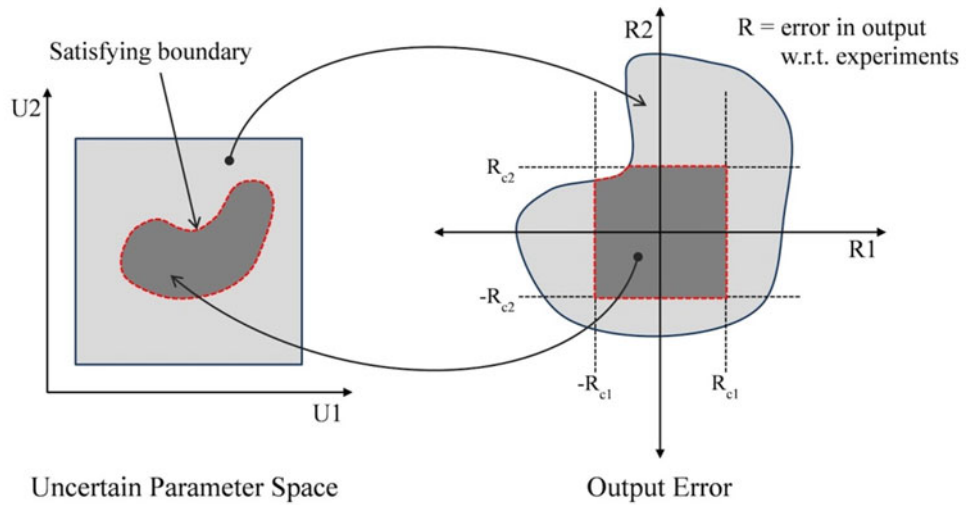 Satisfying boundary
U2
U1
Uncertain Parameter Space
R2
R = error in output
w.r.t. experiments
Rc2
R1
-Rc2
-Rc1
Rc1
Output Error